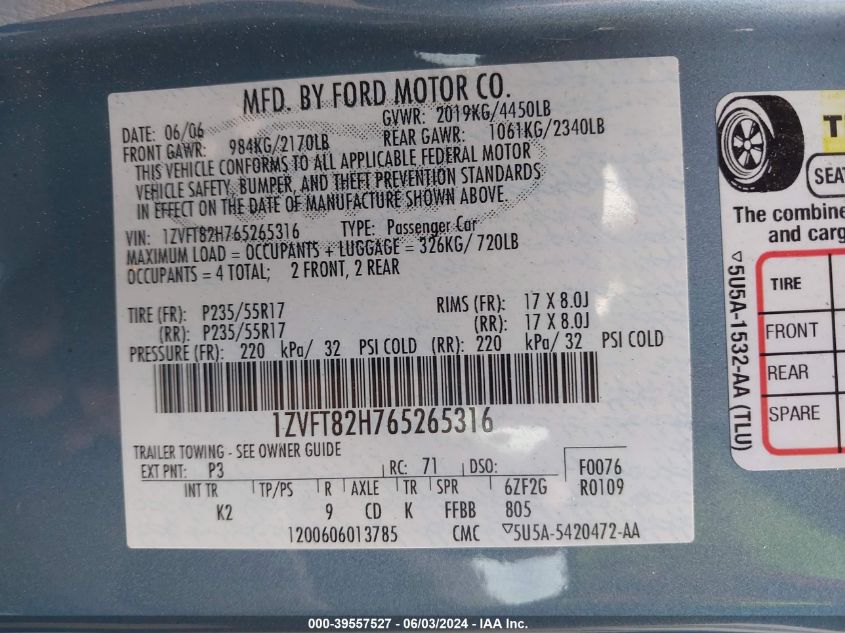 MFD. BY FORD MOTOR CO.
DATE: 06/06 GVWR: 2019KG/4450LB
FRONT GAWR: 984KG/2170LB REAR GAWR: 1061KG/2340LB
THIS VEHICLE CONFORMS TO ALL APPLICABLE FEDERAL MOTOR
VEHICLE SAFETY, BUMPER, AND THEFT PREVENTION STANDARDS
IN EFFECT ON THE DATE OF MANUFACTURE SHOWN ABOVE.
VIN: 1ZVFT82H765265316 TYPE: Passenger Car
MAXIMUM LOAD = OCCUPANTS + LUGGAGE = 326KG/ 720LB
OCCUPANTS = 4 TOTAL; 2 FRONT, 2 REAR
TIRE (FR): P235/55R17 RIMS (FR): 17 X 8.0J
(RR): P235/55R17 (RR): 17 X 8.0J
PRESSURE (FR): 220 kPa/ 32 PSI COLD (RR): 220 kPa/ 32 PSI COLD
1ZVFT82H765265316
TRAILER TOWING - SEE OWNER GUIDE
EXT PNT: P3 RC: 71 DSO: F0076
INT TR TP/PS R AXLE TR SPR 6ZF2G R0109
K2 9 CD K FFBB 805
1200606013785 CMC ▽5U5A-5420472-AA
The combine
and carg
TIRE
FRONT
REAR
SPARE
▽5U5A-1532-AA (TLU)
000-39557527 - 06/03/2024 - IAA Inc.